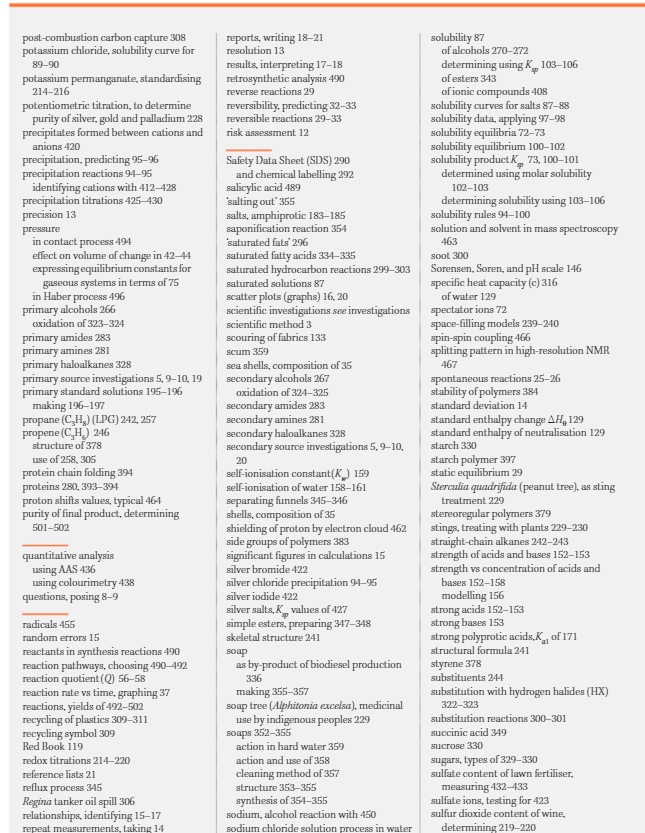 post-combustion carbon capture 308
potassium chloride, solubility curve for
89–90
potassium permanganate, standardising
214–216
potentiometric titration, to determine
purity of silver, gold and palladium 228
precipitates formed between cations and
anions 420
precipitation, predicting 95–96
precipitation reactions 94–95
identifying cations with 412–428
precipitation titrations 425–430
precision 13
pressure
in contact process 494
effect on volume of change in 42–44
expressing equilibrium constants for
gaseous systems in terms of 75
in Haber process 496
primary alcohols 266
oxidation of 323–324
primary amides 283
primary amines 281
primary haloalkanes 328
primary source investigations 5, 9–10, 19
primary standard solutions 195–196
making 196–197
propane (C₃H₈) (LPG) 242, 257
propene (C₃H₆) 246
structure of 378
use of 258, 305
protein chain folding 394
proteins 280, 393–394
proton shifts values, typical 464
purity of final product, determining
501–502
quantitative analysis
using AAS 436
using colourimetry 438
questions, posing 8–9
radicals 455
random errors 15
reactants in synthesis reactions 490
reaction pathways, choosing 490–492
reaction quotient (Q) 56–58
reaction rate vs time, graphing 37
reactions, yields of 492–502
recycling of plastics 309–311
recycling symbol 309
Red Book 119
redox titrations 214–220
reference lists 21
reflux process 345
Regina tanker oil spill 306
relationships, identifying 15–17
repeat measurements, taking 14
reports, writing 18–21
resolution 13
results, interpreting 17–18
retrosynthetic analysis 490
reverse reactions 29
reversibility, predicting 32–33
reversible reactions 29–33
risk assessment 12
Safety Data Sheet (SDS) 290
and chemical labelling 292
salicylic acid 489
'salting out' 355
salts, amphiprotic 183–185
saponification reaction 354
'saturated fats' 296
saturated fatty acids 334–335
saturated hydrocarbon reactions 299–303
saturated solutions 87
scatter plots (graphs) 16, 20
scientific investigations see investigations
scientific method 3
scouring of fabrics 133
scum 359
sea shells, composition of 35
secondary alcohols 267
oxidation of 324–325
secondary amides 283
secondary amines 281
secondary haloalkanes 328
secondary source investigations 5, 9–10,
20
self-ionisation constant (Kw) 159
self-ionisation of water 158–161
separating funnels 345–346
shells, composition of 35
shielding of proton by electron cloud 462
side groups of polymers 383
significant figures in calculations 15
silver bromide 422
silver chloride precipitation 94–95
silver iodide 422
silver salts, Ksp values of 427
simple esters, preparing 347–348
skeletal structure 241
soap
as by-product of biodiesel production
336
making 355–357
soap tree (Alphitonia excelsa), medicinal
use by indigenous peoples 229
soaps 352–355
action in hard water 359
action and use of 358
cleaning method of 357
structure 353–355
synthesis of 354–355
sodium, alcohol reaction with 450
sodium chloride solution process in water
solubility 87
of alcohols 270–272
determining using Ksp 103–106
of esters 343
of ionic compounds 408
solubility curves for salts 87–88
solubility data, applying 97–98
solubility equilibria 72–73
solubility equilibrium 100–102
solubility product Ksp 73, 100–101
determined using molar solubility
102–103
determining solubility using 103–106
solubility rules 94–100
solution and solvent in mass spectroscopy
463
soot 300
Sorensen, Soren, and pH scale 146
specific heat capacity (c) 316
of water 129
spectator ions 72
space-filling models 239–240
spin-spin coupling 466
splitting pattern in high-resolution NMR
467
spontaneous reactions 25–26
stability of polymers 384
standard deviation 14
standard enthalpy change ΔH₀ 129
standard enthalpy of neutralisation 129
starch 330
starch polymer 397
static equilibrium 29
Sterculia quadrifida (peanut tree), as sting
treatment 229
stereoregular polymers 379
stings, treating with plants 229–230
straight-chain alkanes 242–243
strength of acids and bases 152–153
strength vs concentration of acids and
bases 152–158
modelling 156
strong acids 152–153
strong bases 153
strong polyprotic acids, Ka1 of 171
structural formula 241
styrene 378
substituents 244
substitution with hydrogen halides (HX)
322–323
substitution reactions 300–301
succinic acid 349
sucrose 330
sugars, types of 329–330
sulfate content of lawn fertiliser,
measuring 432–433
sulfate ions, testing for 423
sulfur dioxide content of wine,
determining 219–220